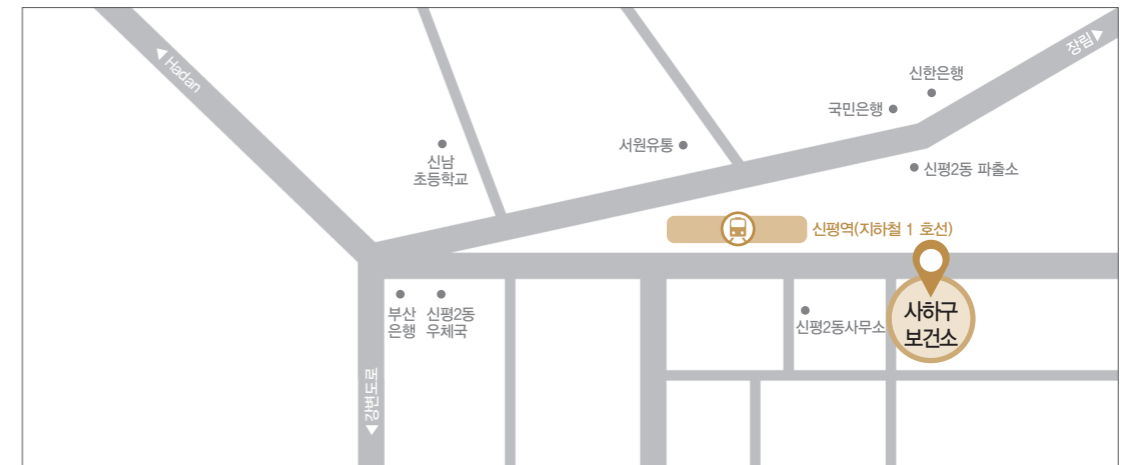 ◀ Hadan
장림▶
신한은행
국민은행
서원유통
신남
초등학교
신평2동 파출소
신평역(지하철 1 호선)
부산
은행
신평2동
우체국
신평2동사무소
사하구
보건소
◀강변도로